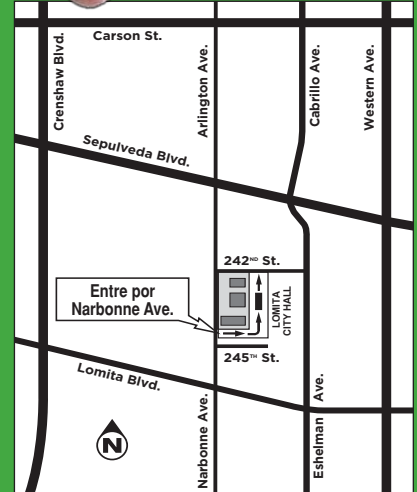 Carson St.
Crenshaw Blvd.
Arlington Ave.
Cabrillo Ave.
Western Ave.
Sepulveda Blvd.
242ND St.
Entre por
Narbonne Ave.
LOMITA
CITY HALL
245TH St.
Lomita Blvd.
Narbonne Ave.
Eshelman Ave.
N